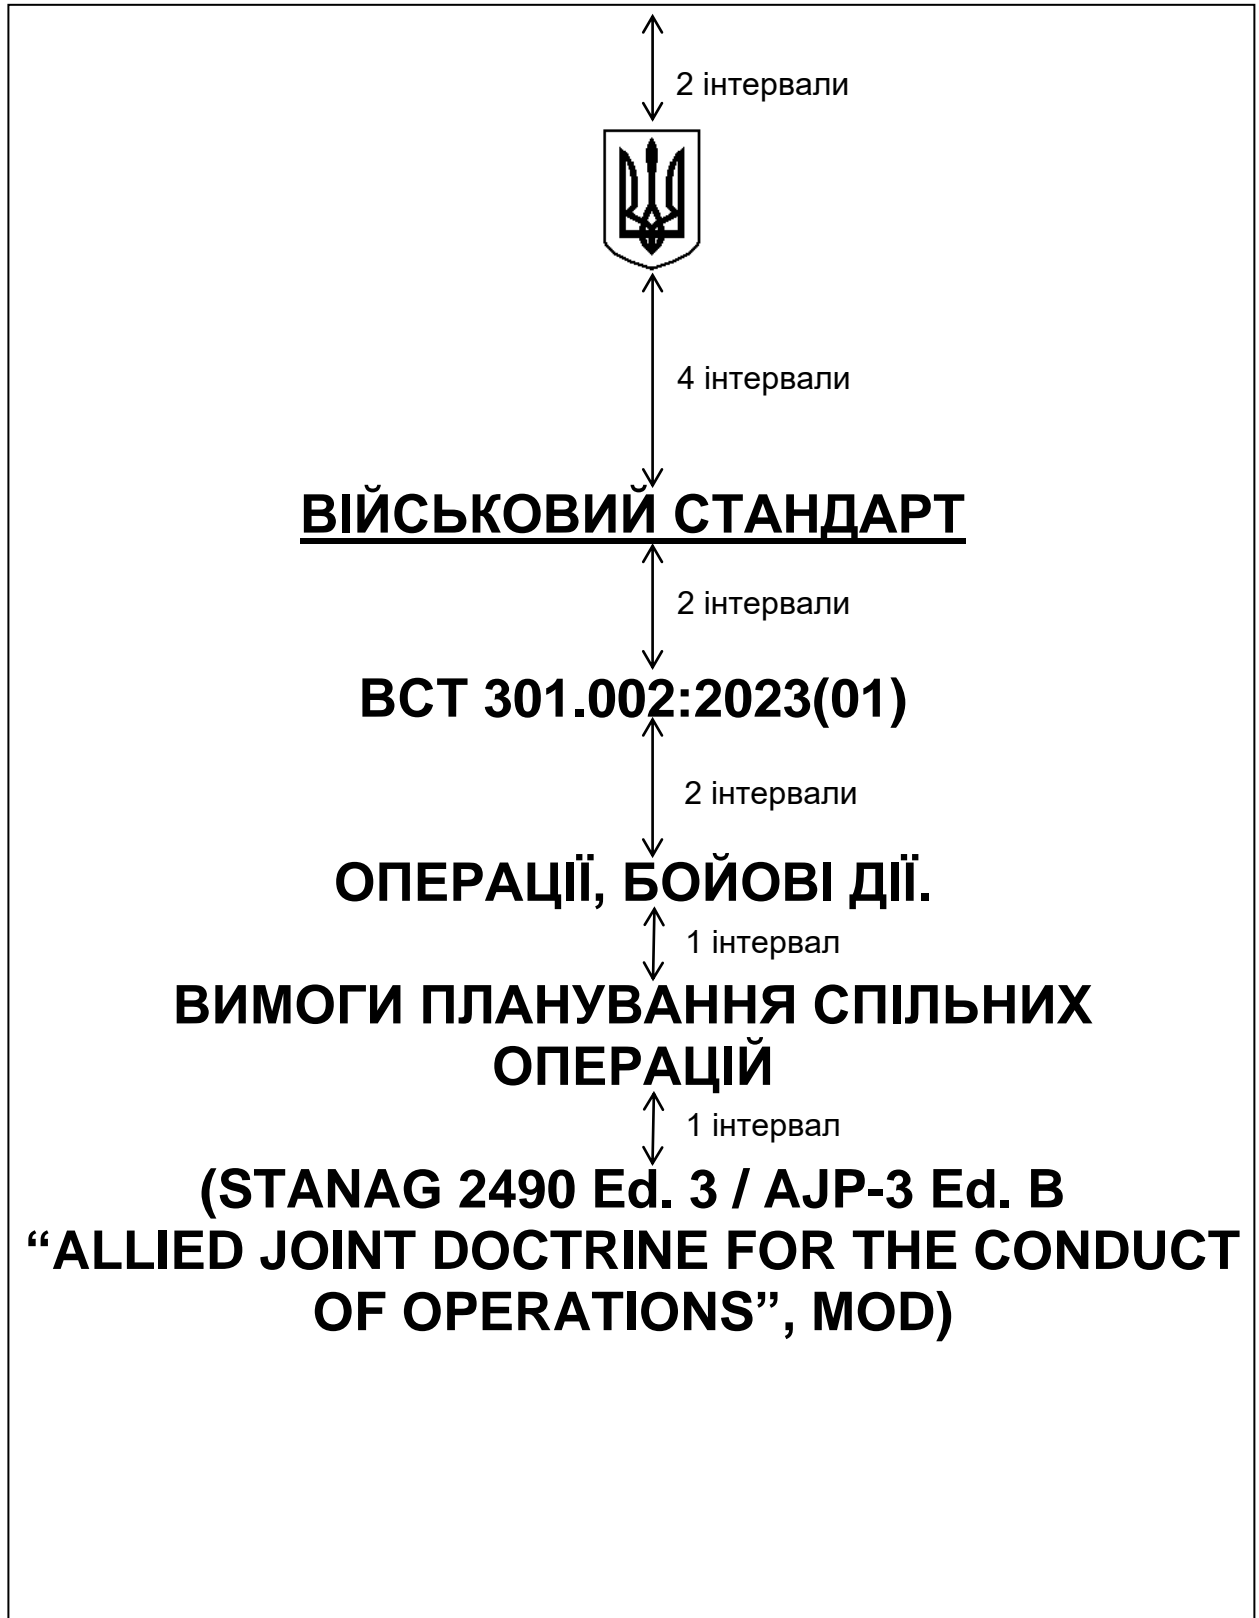 2 інтервали
4 інтервали
ВІЙСЬКОВИЙ СТАНДАРТ
2 інтервали
ВСТ 301.002:2023(01)
2 інтервали
ОПЕРАЦІЇ, БОЙОВІ ДІЇ.
1 інтервал
ВИМОГИ ПЛАНУВАННЯ СПІЛЬНИХ
ОПЕРАЦІЙ
1 інтервал
(STANAG 2490 Ed. 3 / AJP-3 Ed. B
“ALLIED JOINT DOCTRINE FOR THE CONDUCT
OF OPERATIONS”, MOD)